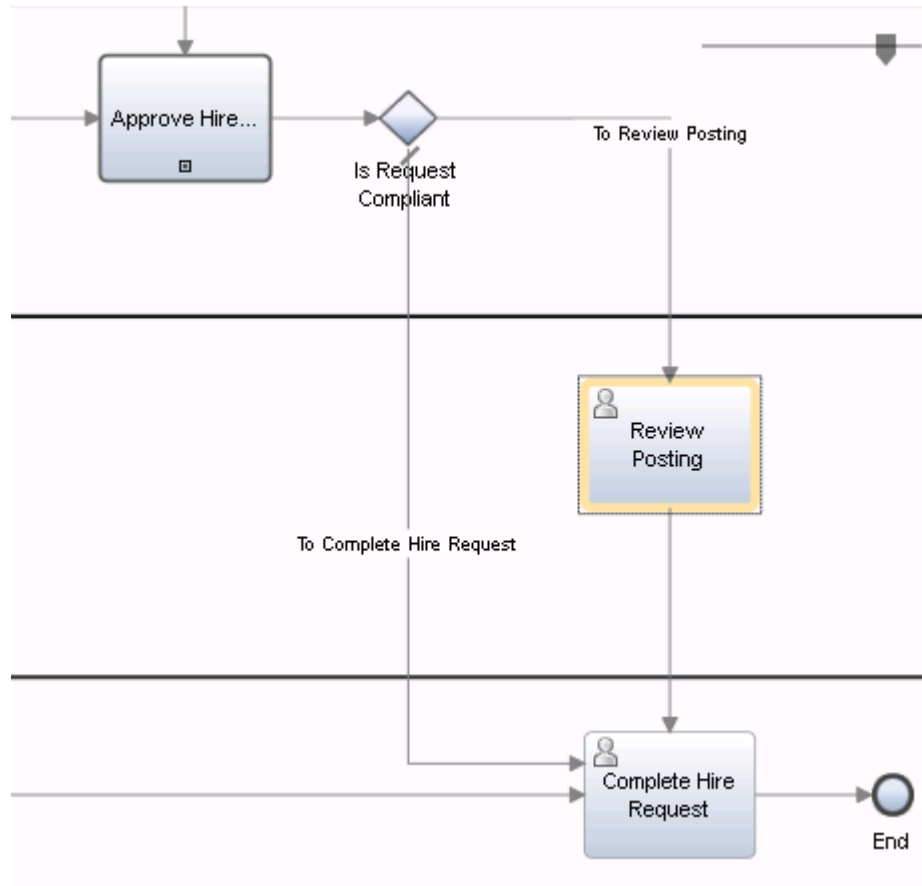 Approve Hire...
To Review Posting
Is Request
Compliant
Review
Posting
To Complete Hire Request
Complete Hire
Request
End